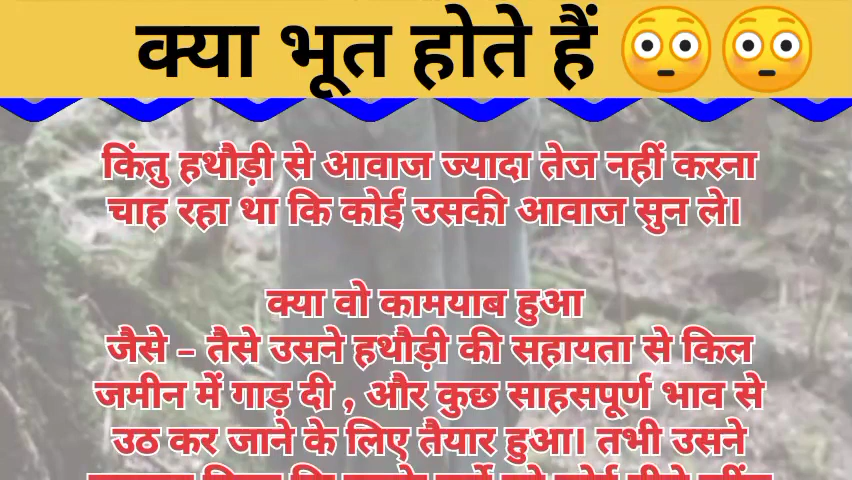 क्या भूत होते हैं 😳😳
किंतु हथौड़ी से आवाज ज्यादा तेज नहीं करना
चाह रहा था कि कोई उसकी आवाज सुन ले।
क्या वो कामयाब हुआ
जैसे – तैसे उसने हथौड़ी की सहायता से किल
जमीन में गाड़ दी , और कुछ साहसपूर्ण भाव से
उठ कर जाने के लिए तैयार हुआ। तभी उसने